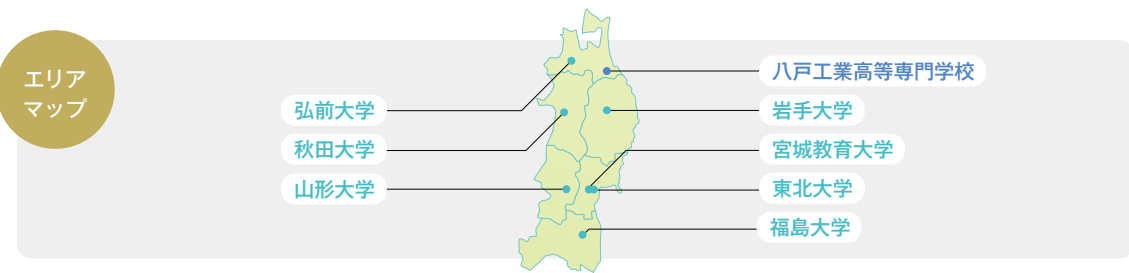 エリア
マップ
弘前大学
秋田大学
山形大学
八戸工業高等専門学校
岩手大学
宮城教育大学
東北大学
福島大学